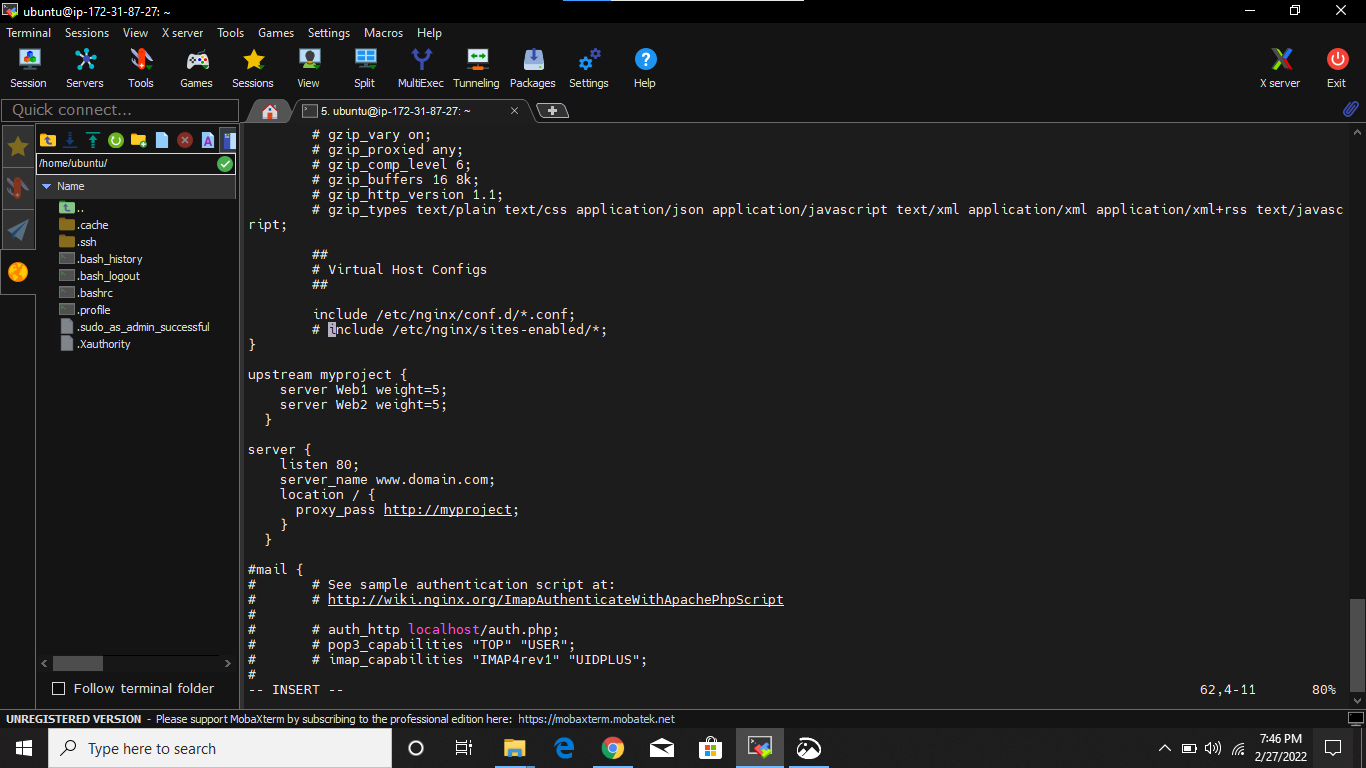 ubuntu@ip-172-31-87-27: ~
Terminal Sessions View X server Tools Games Settings Macros Help
Session Servers Tools Games Sessions View Split MultiExec Tunneling Packages Settings Help X server Exit
Quick connect...
5. ubuntu@ip-172-31-87-27: ~
/home/ubuntu/
Name
..
.cache
.ssh
.bash_history
.bash_logout
.bashrc
.profile
.sudo_as_admin_successful
.Xauthority
Follow terminal folder
# gzip_vary on;
# gzip_proxied any;
# gzip_comp_level 6;
# gzip_buffers 16 8k;
# gzip_http_version 1.1;
# gzip_types text/plain text/css application/json application/javascript text/xml application/xml application/xml+rss text/javasc
ript;
##
# Virtual Host Configs
##
include /etc/nginx/conf.d/*.conf;
# include /etc/nginx/sites-enabled/*;
}
upstream myproject {
server Web1 weight=5;
server Web2 weight=5;
}
server {
listen 80;
server_name www.domain.com;
location / {
proxy_pass http://myproject;
}
}
#mail {
# # See sample authentication script at:
# # http://wiki.nginx.org/ImapAuthenticateWithApachePhpScript
#
# # auth_http localhost/auth.php;
# # pop3_capabilities "TOP" "USER";
# # imap_capabilities "IMAP4rev1" "UIDPLUS";
#
-- INSERT -- 62,4-11 80%
UNREGISTERED VERSION - Please support MobaXterm by subscribing to the professional edition here: https://mobaxterm.mobatek.net
Type here to search
7:46 PM
2/27/2022